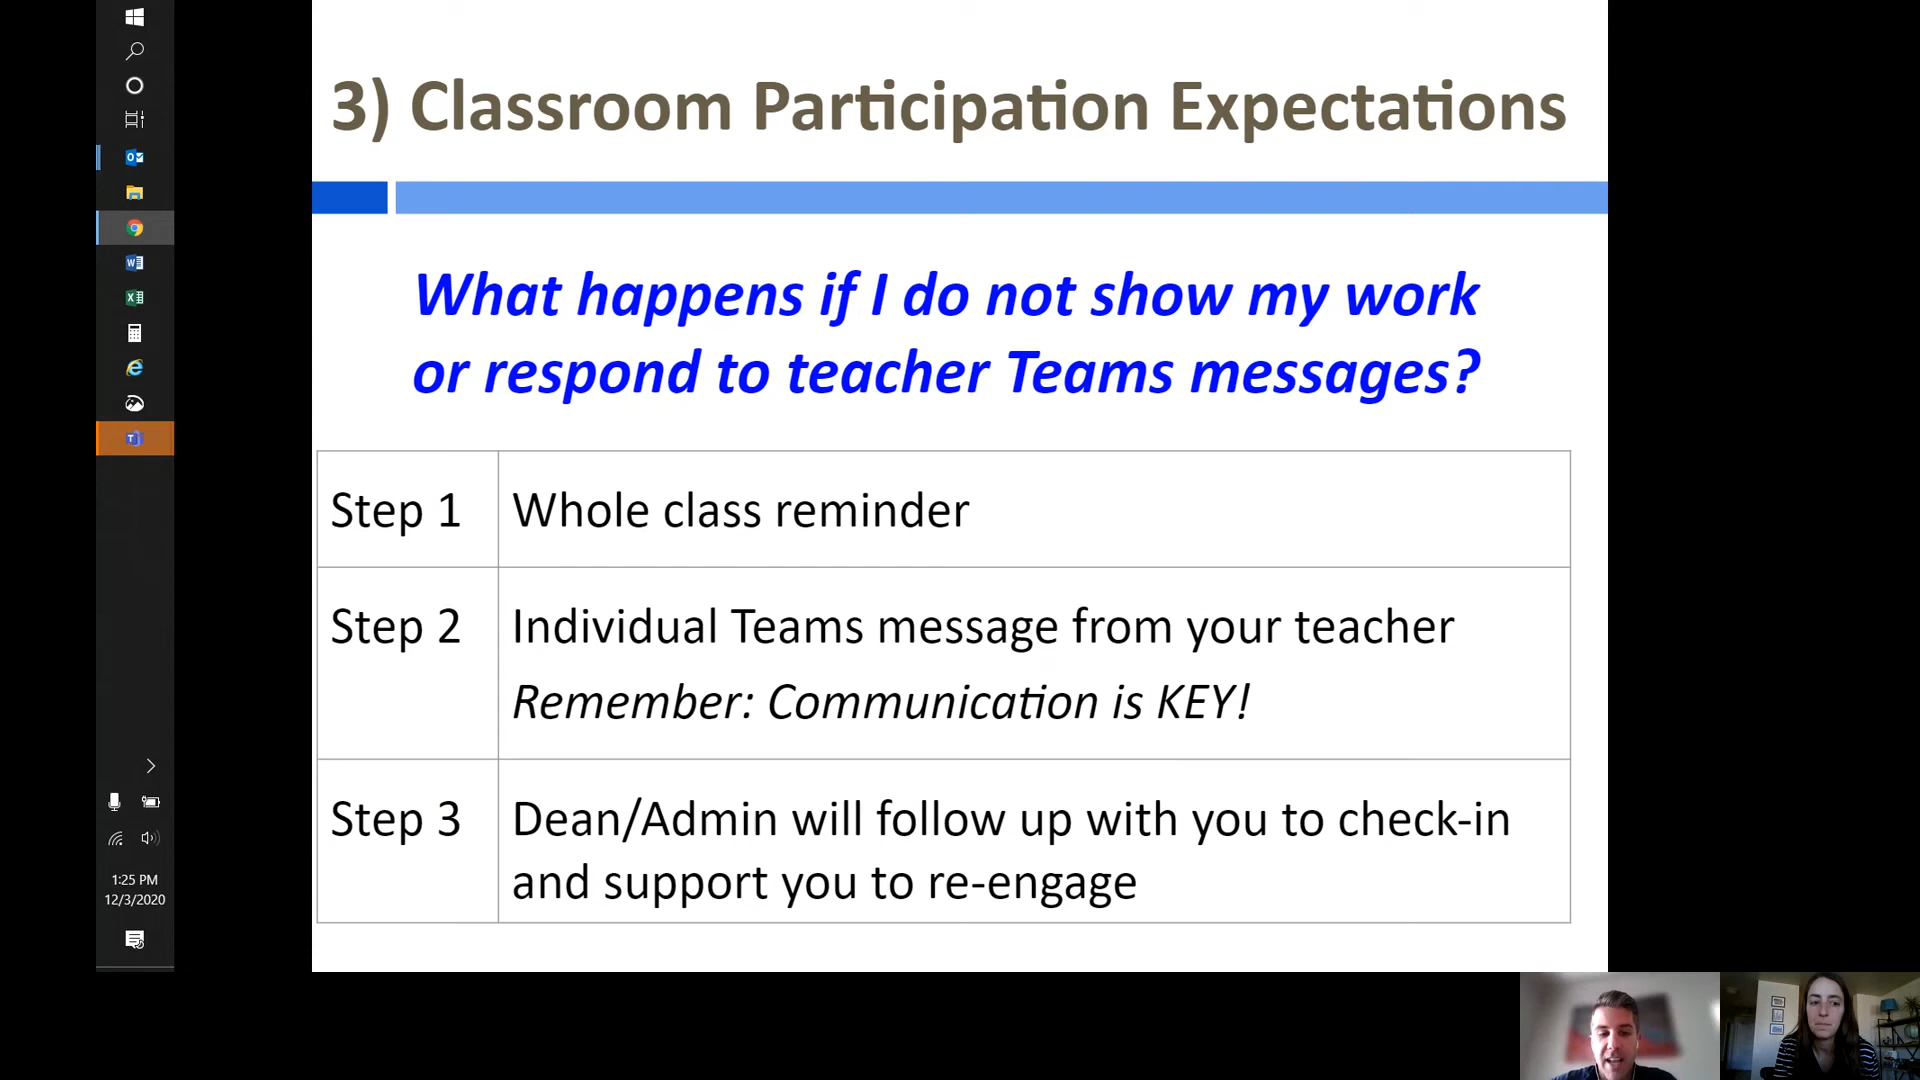 3) Classroom Participation Expectations
What happens if I do not show my work
or respond to teacher Teams messages?
Step 1 Whole class reminder
Step 2 Individual Teams message from your teacher
Remember: Communication is KEY!
Step 3 Dean/Admin will follow up with you to check-in
and support you to re-engage
1:25 PM
12/3/2020